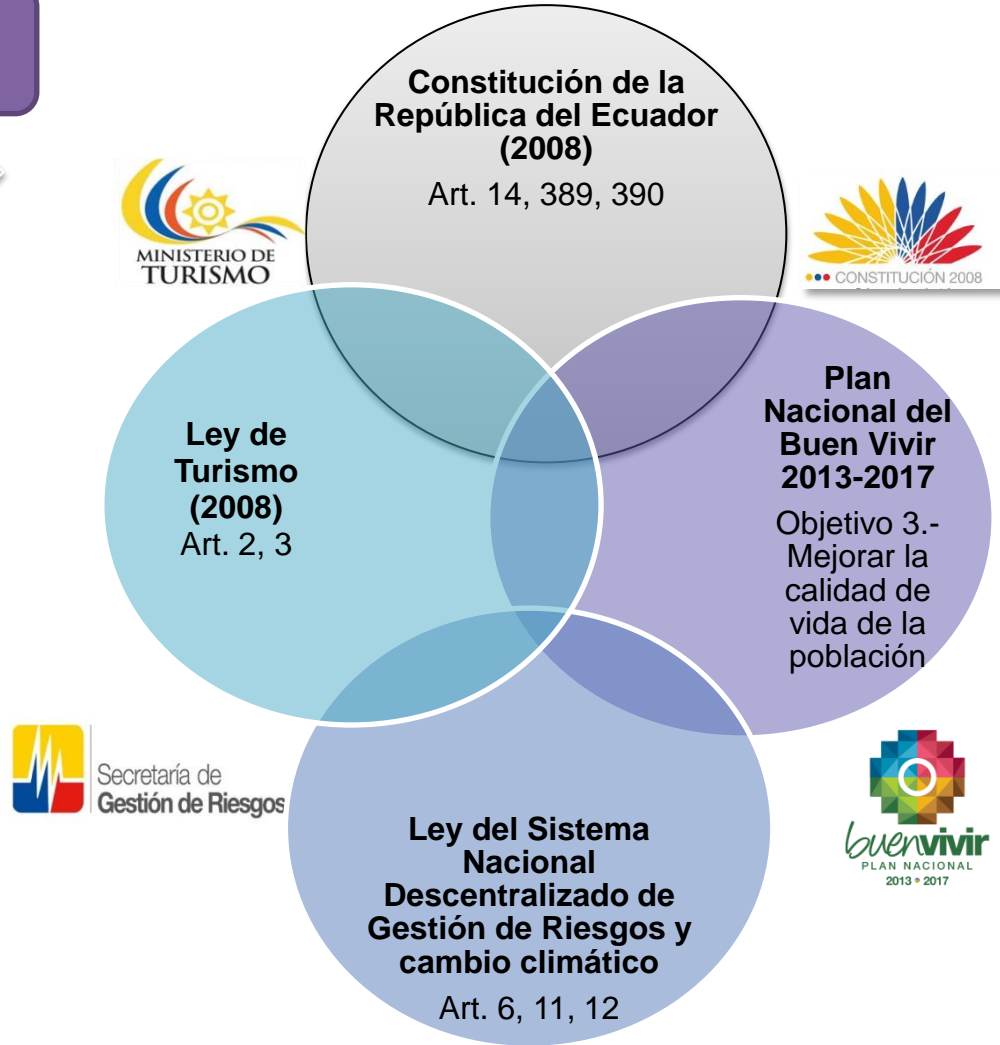 Constitución de la
República del Ecuador
(2008)
Art. 14, 389, 390
MINISTERIO DE
TURISMO
CONSTITUCIÓN 2008
Ley de
Turismo
(2008)
Art. 2, 3
Plan
Nacional del
Buen Vivir
2013-2017
Objetivo 3.-
Mejorar la
calidad de
vida de la
población
Secretaría de
Gestión de Riesgos
Ley del Sistema
Nacional
Descentralizado de
Gestión de Riesgos y
cambio climático
Art. 6, 11, 12
buenvivir
PLAN NACIONAL
2013 • 2017